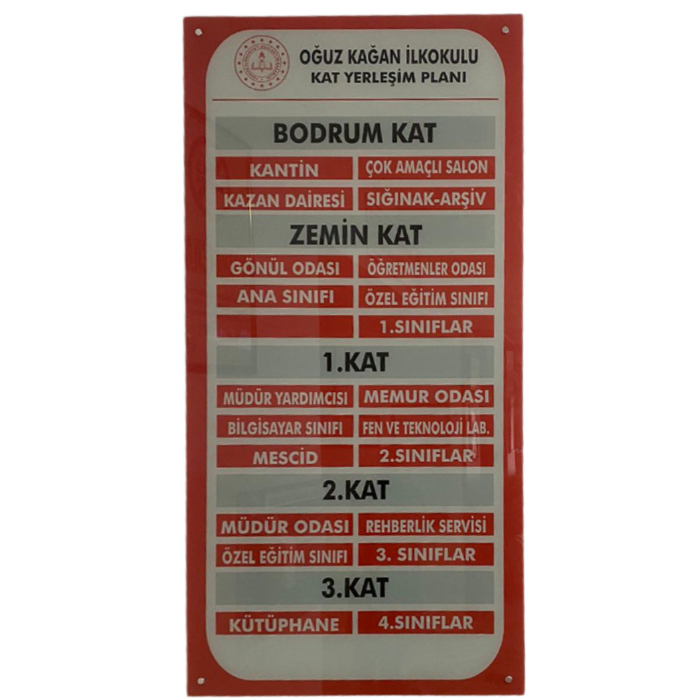 OĞUZ KAĞAN İLKOKULU
KAT YERLEŞİM PLANI
BODRUM KAT
KANTİN ÇOK AMAÇLI SALON
KAZAN DAİRESİ SIĞINAK-ARŞİV
ZEMİN KAT
GÖNÜL ODASI ÖĞRETMENLER ODASI
ANA SINIFI ÖZEL EĞİTİM SINIFI
1.SINIFLAR
1.KAT
MÜDÜR YARDIMCISI MEMUR ODASI
BİLGİSAYAR SINIFI FEN VE TEKNOLOJİ LAB.
MESCİD 2.SINIFLAR
2.KAT
MÜDÜR ODASI REHBERLİK SERVİSİ
ÖZEL EĞİTİM SINIFI 3. SINIFLAR
3.KAT
KÜTÜPHANE 4.SINIFLAR